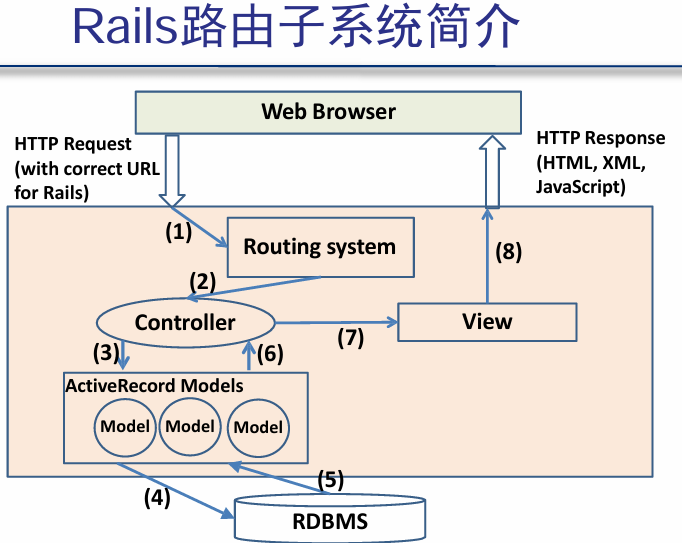 Rails路由子系统简介
Web Browser
HTTP Request
(with correct URL
for Rails)
HTTP Response
(HTML, XML,
JavaScript)
(1)
Routing system
(8)
(2)
Controller
View
(7)
(3)
(6)
ActiveRecord Models
Model
Model
Model
(4)
(5)
RDBMS